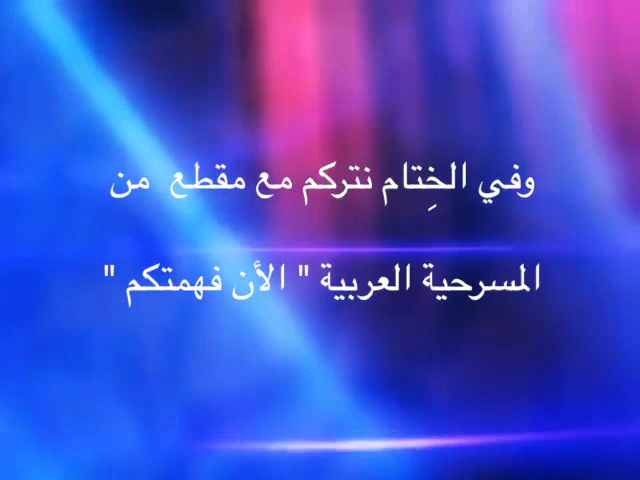 وفي الخِتام نتركم مع مقطع من
المسرحية العربية " الأن فهمتكم "